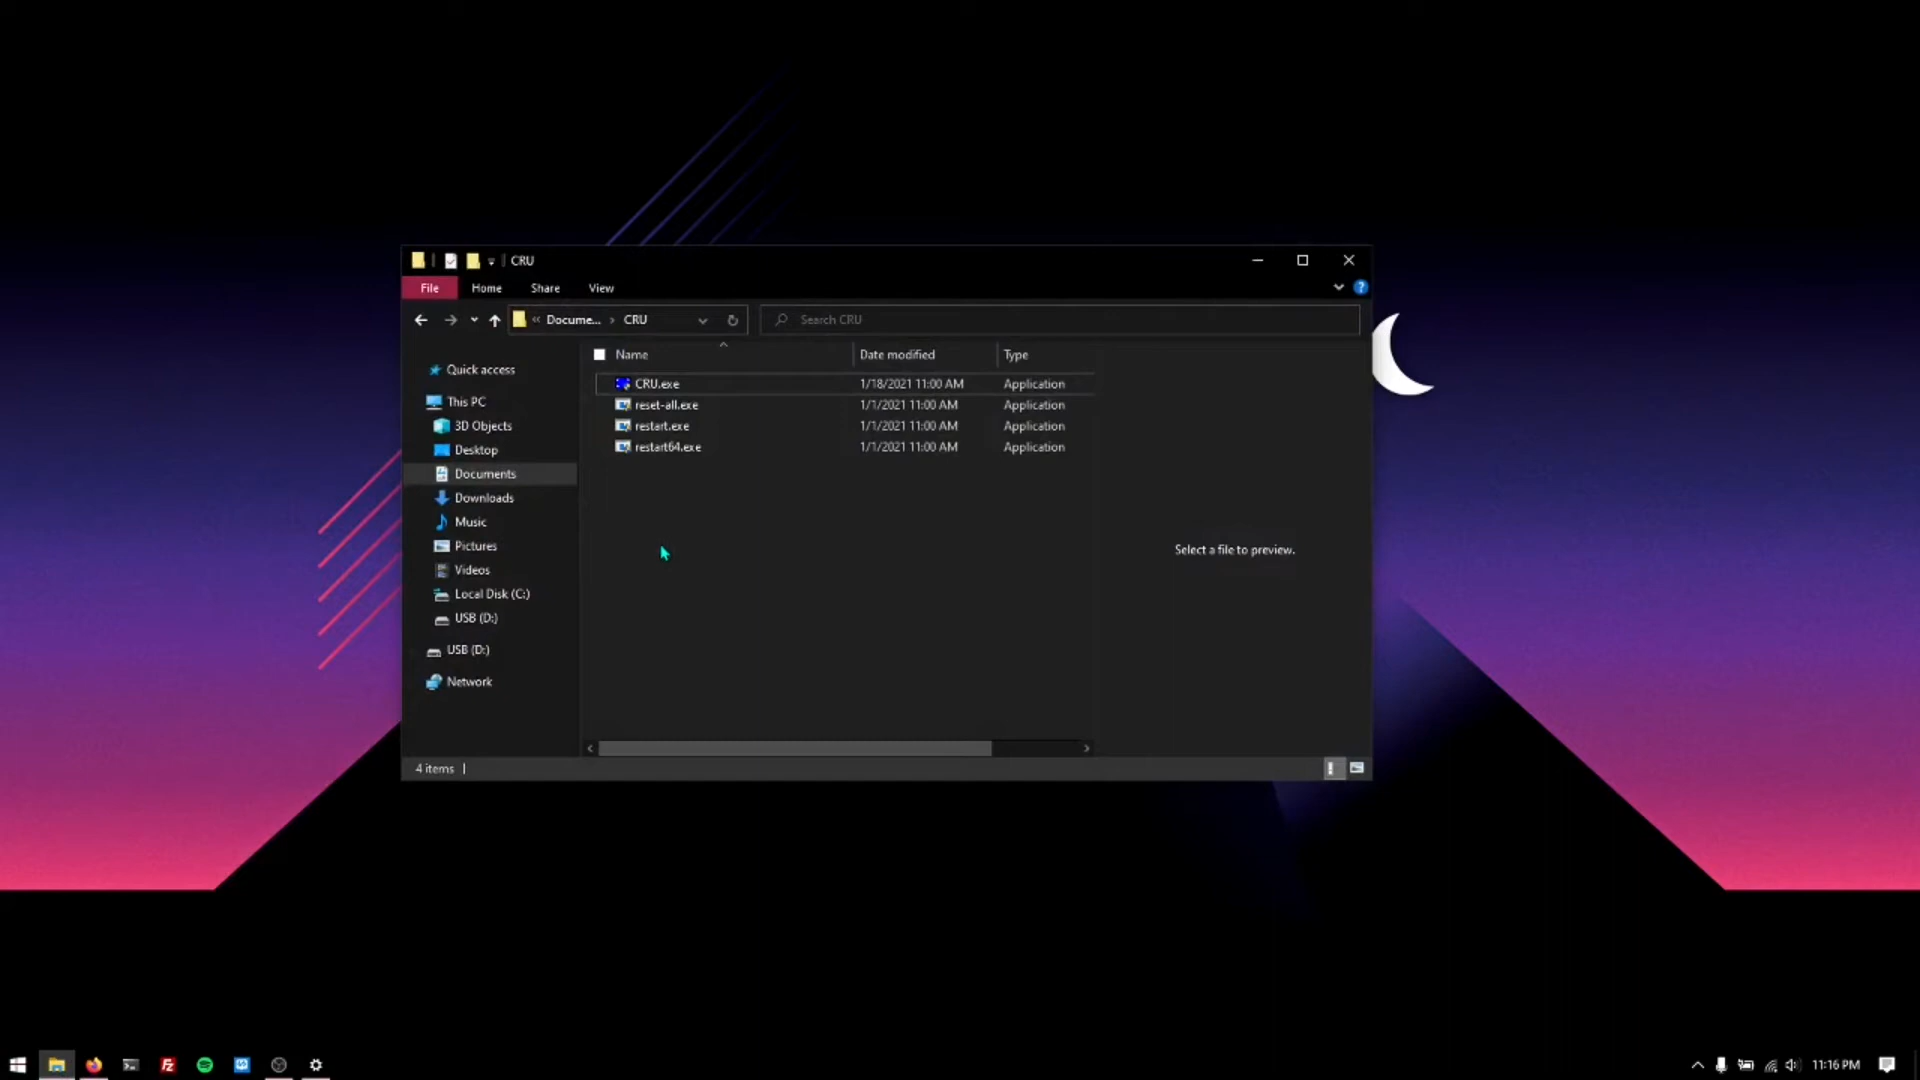 CRU
File Home Share View
« Docume... › CRU
Search CRU
Name Date modified Type
CRU.exe 1/18/2021 11:00 AM Application
reset-all.exe 1/1/2021 11:00 AM Application
restart.exe 1/1/2021 11:00 AM Application
restart64.exe 1/1/2021 11:00 AM Application
Quick access
This PC
3D Objects
Desktop
Documents
Downloads
Music
Pictures
Videos
Local Disk (C:)
USB (D:)
USB (D:)
Network
Select a file to preview.
4 items
11:16 PM